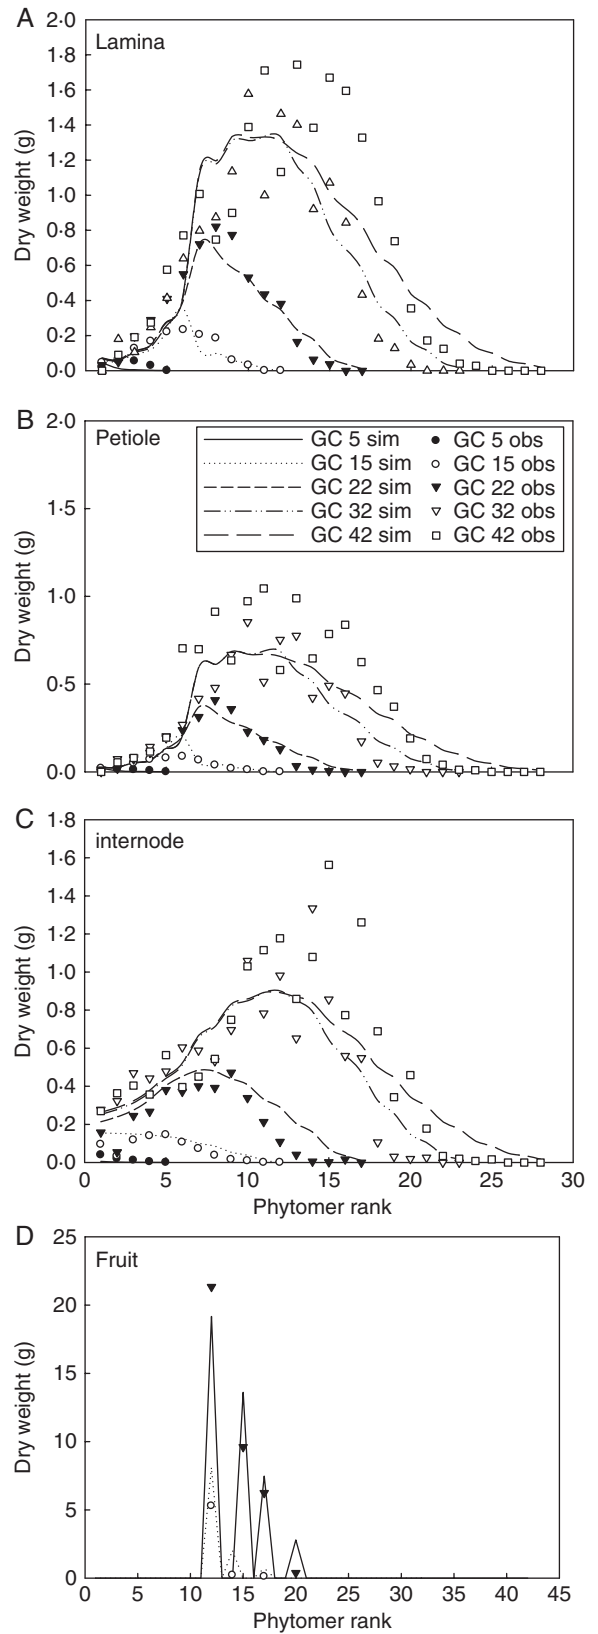 A
Lamina
2·0
1·8
1·6
1·4
1·2
1·0
0·8
0·6
0·4
0·2
0·0
Dry weight (g)
B
Petiole
2·0
1·5
1·0
0·5
0·0
Dry weight (g)
GC 5 sim GC 5 obs
GC 15 sim GC 15 obs
GC 22 sim GC 22 obs
GC 32 sim GC 32 obs
GC 42 sim GC 42 obs
C
internode
1·8
1·6
1·4
1·2
1·0
0·8
0·6
0·4
0·2
0·0
Dry weight (g)
0 5 10 15 20 25 30
Phytomer rank
D
Fruit
25
20
15
10
5
0
Dry weight (g)
0 5 10 15 20 25 30 35 40 45
Phytomer rank